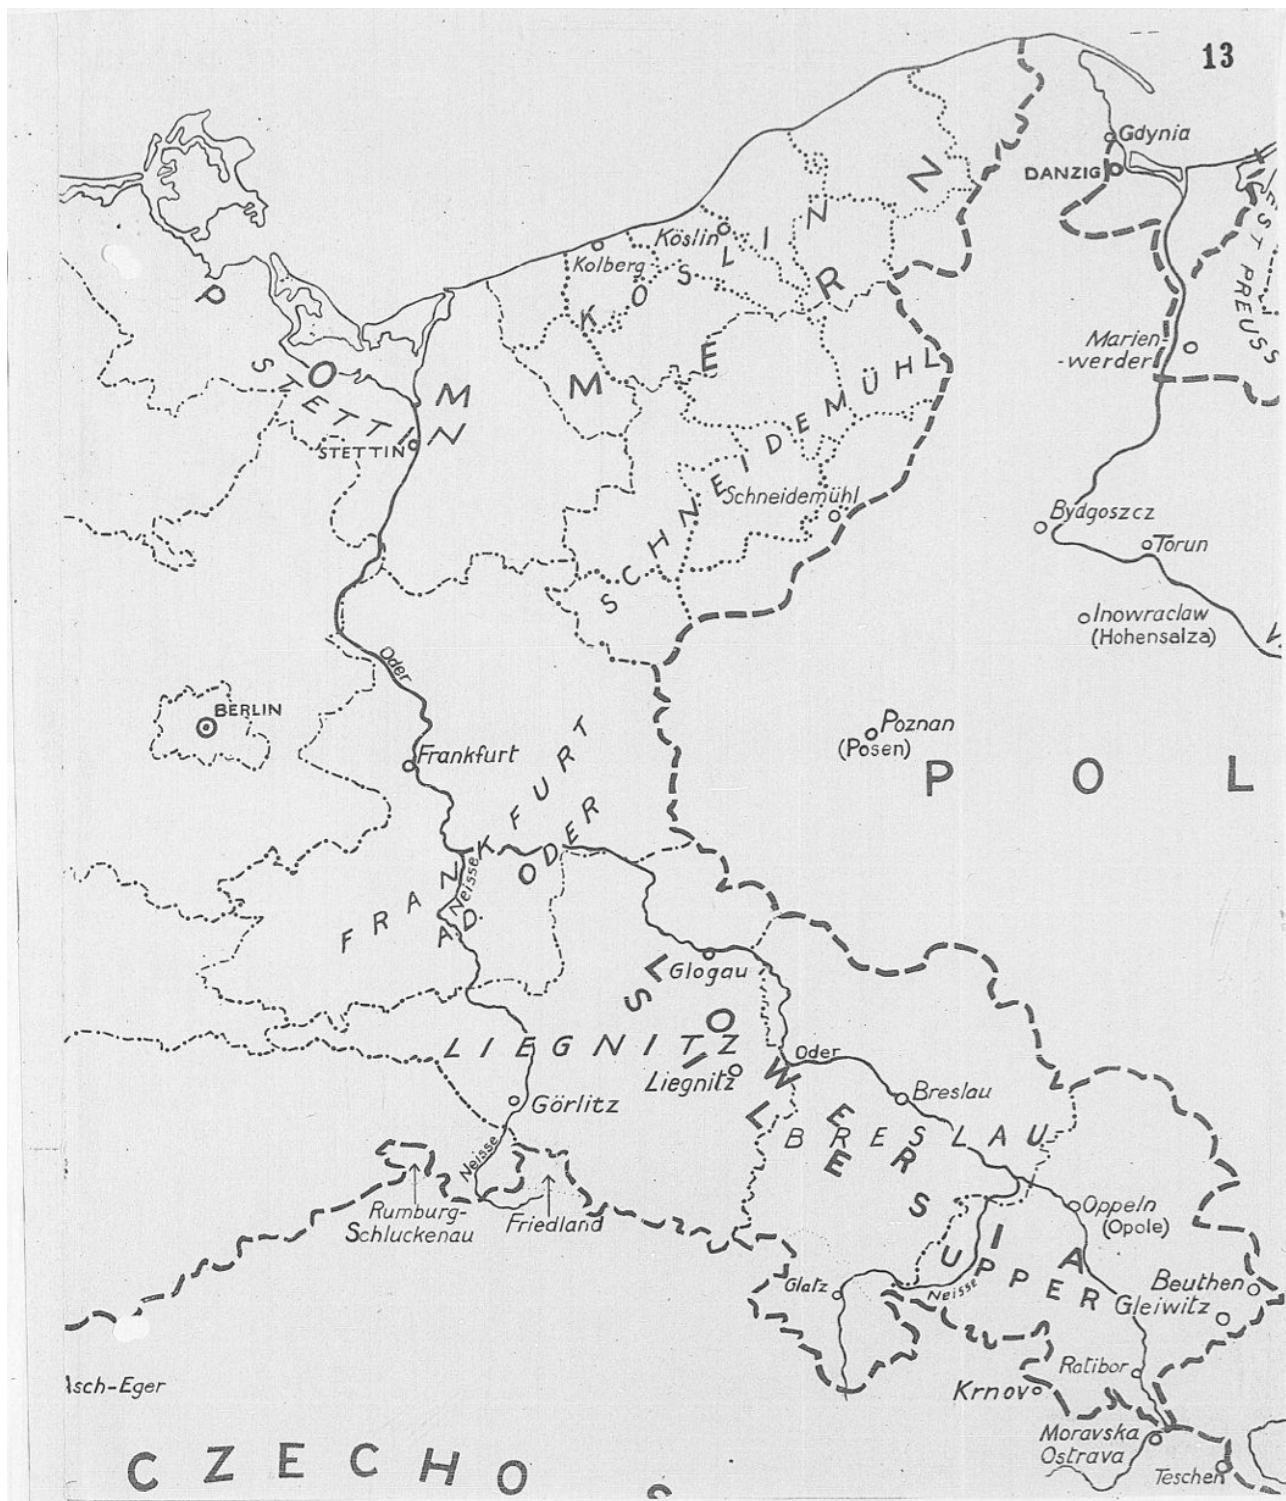 13
Gdynia
DANZIG
Köslin
Kolberg
KÖSLIN
POMMERN
STETTIN
STETTIN
Marien-
-werder
EST PREUSS
SCHNEIDEMÜHL
Schneidemühl
Bydgoszcz
Torun
Inowraclaw
(Hohensalza)
Oder
BERLIN
Poznan
(Posen)
POL
Frankfurt
FRANKFURT
A.D. ODER
Neisse
Glogau
LOWER SILESIA
LIEGNITZ
Liegnitz
Oder
Breslau
BRESLAU
Görlitz
Neisse
Rumburg-
Schluckenau
Friedland
Oppeln
(Opole)
UPPER
Glatz
Neisse
Beuthen
Gleiwitz
Ratibor
Krnov
Moravska
Ostrava
Teschen
sch-Eger
CZECHO